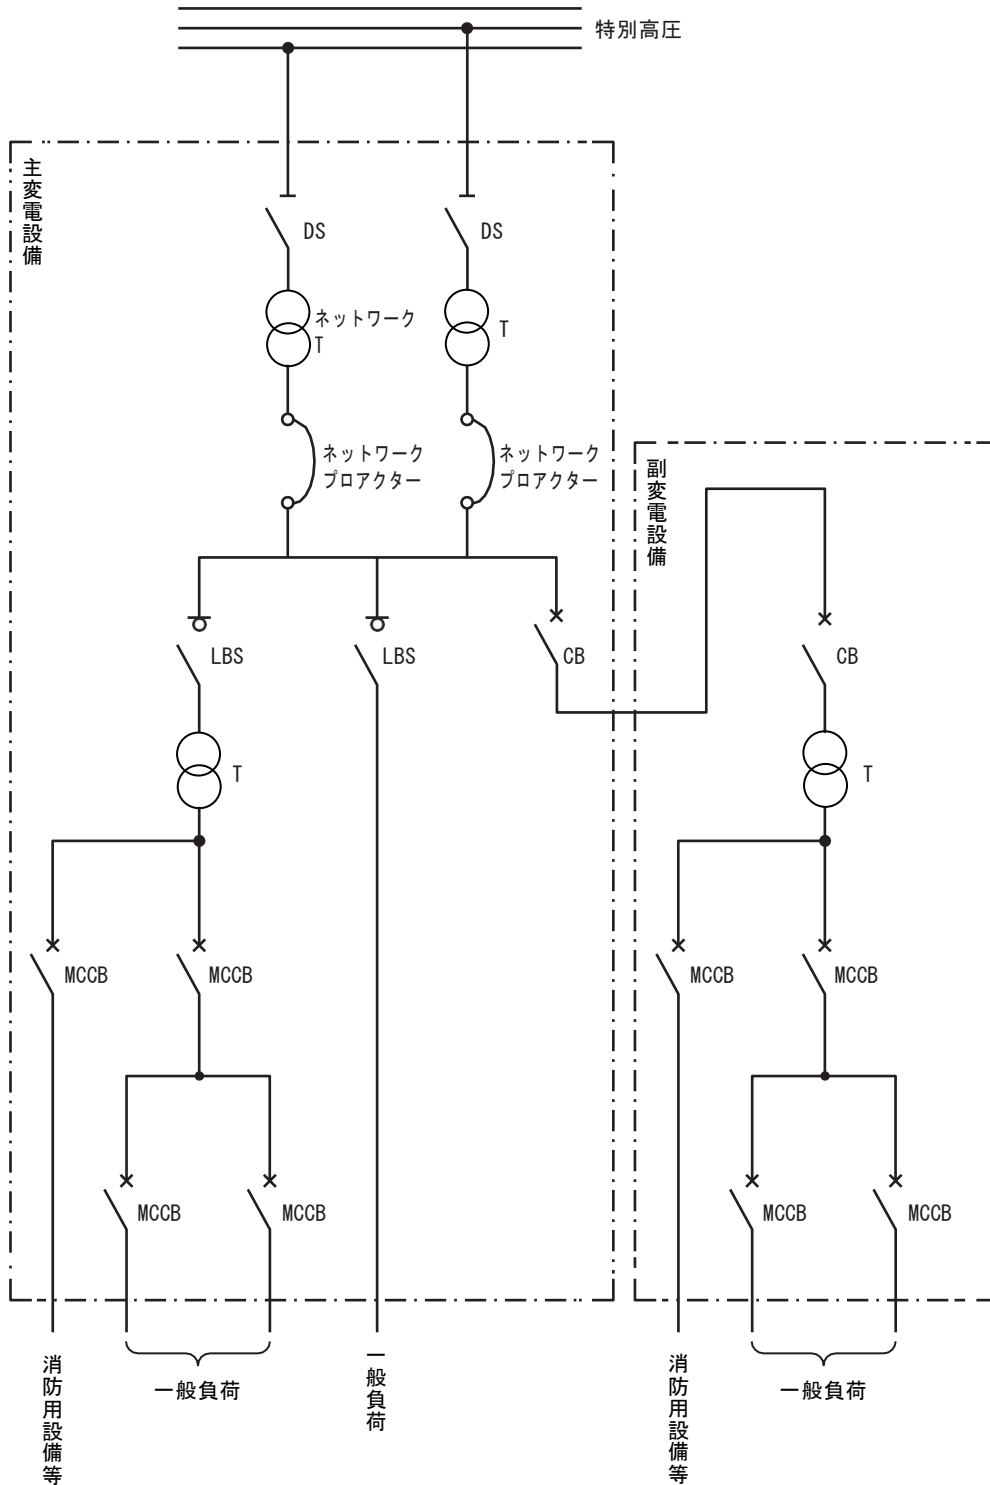 特別高圧
主変電設備
DS
DS
ネットワーク
T
T
ネットワーク
プロアクター
ネットワーク
プロアクター
副変電設備
LBS
LBS
CB
CB
T
T
MCCB
MCCB
MCCB
MCCB
MCCB
MCCB
MCCB
MCCB
消防用設備等
一般負荷
一般負荷
消防用設備等
一般負荷